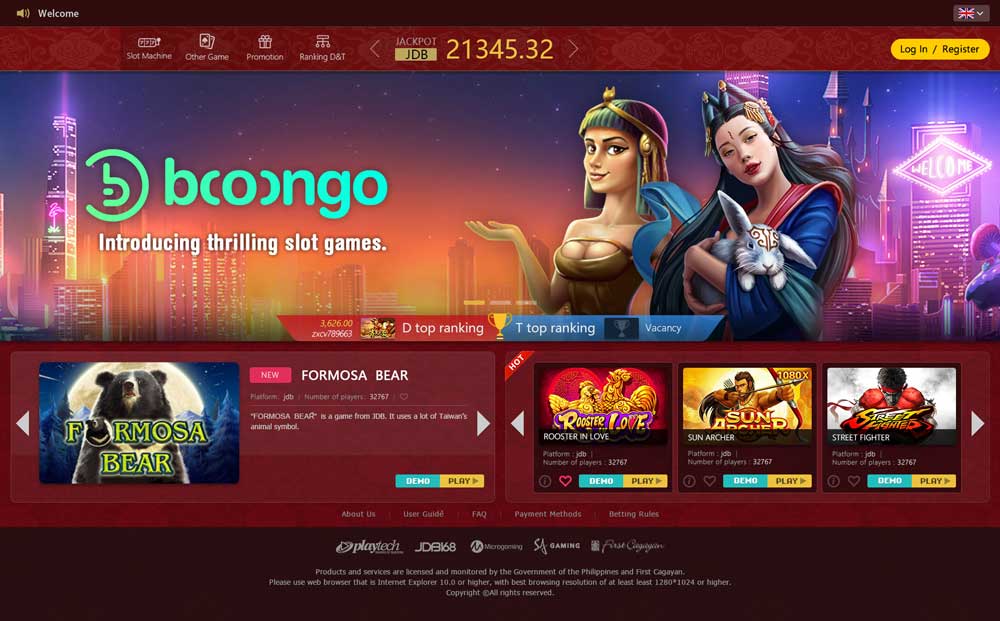 Welcome
Slot Machine
Other Game
Promotion
Ranking D&T
JACKPOT
JDB
21345.32
Log In / Register
boongo
Introducing thrilling slot games.
WELCOME
3,626.00
zxcv789663
D top ranking
T top ranking
Vacancy
FORMOSA
BEAR
NEW
FORMOSA BEAR
Platform: jdb | Number of players: 32767 |
"FORMOSA BEAR" is a game from JDB. It uses a lot of Taiwan's
animal symbol.
DEMO
PLAY
HOT
ROOSTER IN LOVE
ROOSTER IN LOVE
Platform : jdb |
Number of players : 32767
DEMO
PLAY
1080X
SUN
ARCHER
SUN ARCHER
Platform : jdb |
Number of players : 32767
DEMO
PLAY
STREET
FIGHTER
STREET FIGHTER
Platform : jdb |
Number of players : 32767
DEMO
PLAY
About Us | User Guidé | FAQ | Payment Methods | Betting Rules
playtech
JDB168
Microgaming
SA GAMING
First Cagayan
Products and services are licensed and monitored by the Government of the Philippines and First Cagayan.
Please use web browser that is Internet Explorer 10.0 or higher, with best browsing resolution of at least least 1280*1024 or higher.
Copyright ©All rights reserved.